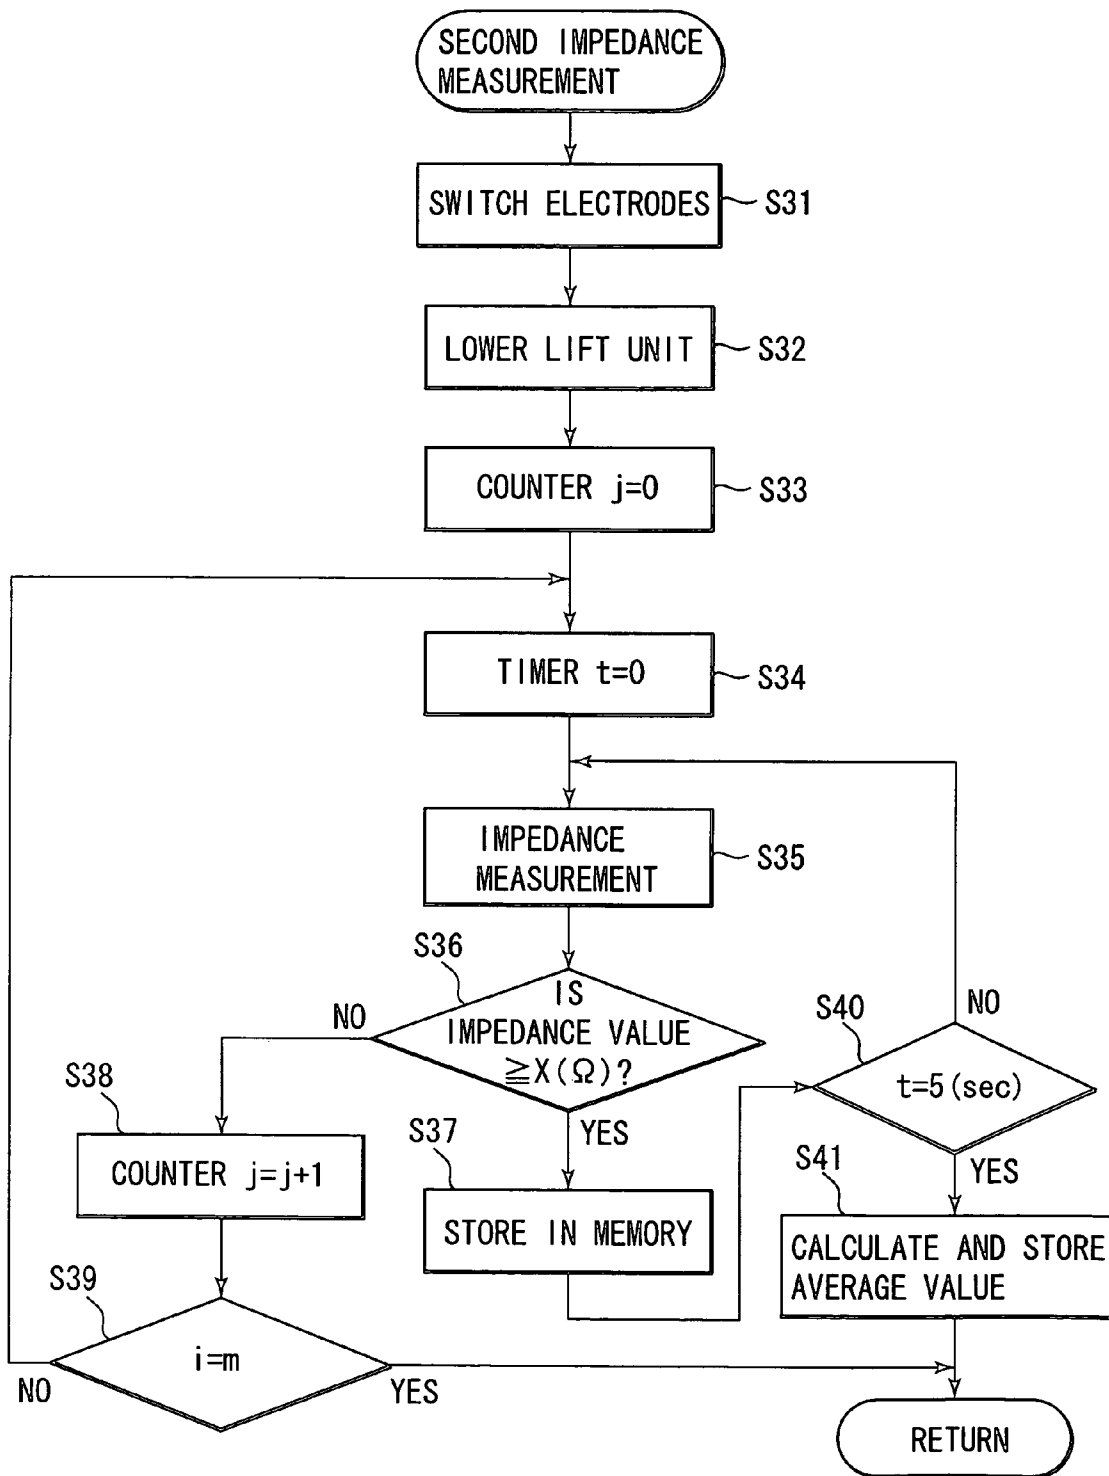 SECOND IMPEDANCE
MEASUREMENT
SWITCH ELECTRODES
S31
LOWER LIFT UNIT
S32
COUNTER j=0
S33
TIMER t=0
S34
IMPEDANCE
MEASUREMENT
S35
S36
IS
IMPEDANCE VALUE
≧X(Ω)?
NO
YES
S40
t=5(sec)
NO
YES
S38
COUNTER j=j+1
S37
STORE IN MEMORY
S41
CALCULATE AND STORE
AVERAGE VALUE
S39
i=m
NO
YES
RETURN